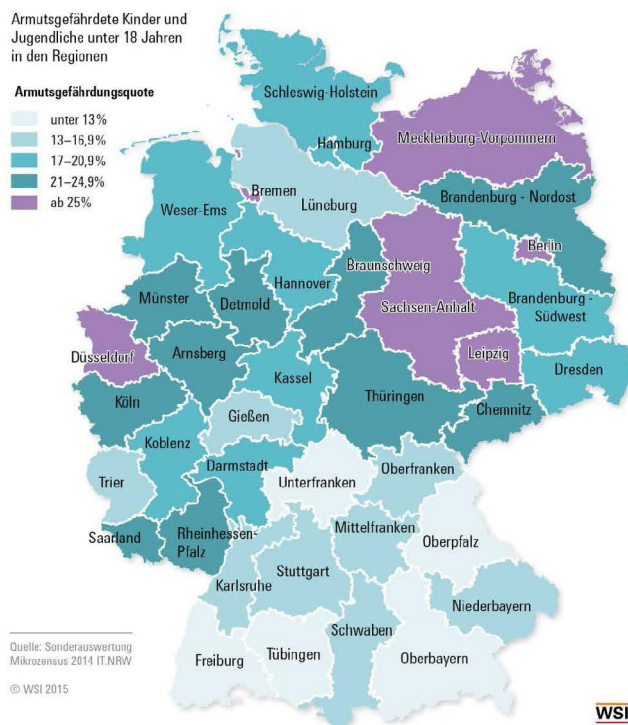 Armutsgefährdete Kinder und
Jugendliche unter 18 Jahren
in den Regionen
Armutsgefährdungsquote
unter 13%
13–16,9%
17–20,9%
21–24,9%
ab 25%
Schleswig-Holstein
Hamburg
Mecklenburg-Vorpommern
Bremen
Lüneburg
Brandenburg - Nordost
Weser-Ems
Berlin
Braunschweig
Hannover
Münster
Detmold
Sachsen-Anhalt
Brandenburg -
Südwest
Düsseldorf
Arnsberg
Leipzig
Kassel
Dresden
Thüringen
Köln
Chemnitz
Gießen
Koblenz
Darmstadt
Oberfranken
Trier
Unterfranken
Saarland
Rheinhessen-
Pfalz
Mittelfranken
Oberpfalz
Karlsruhe
Stuttgart
Niederbayern
Schwaben
Freiburg
Tübingen
Oberbayern
Quelle: Sonderauswertung
Mikrozensus 2014 IT.NRW
© WSI 2015
WSI